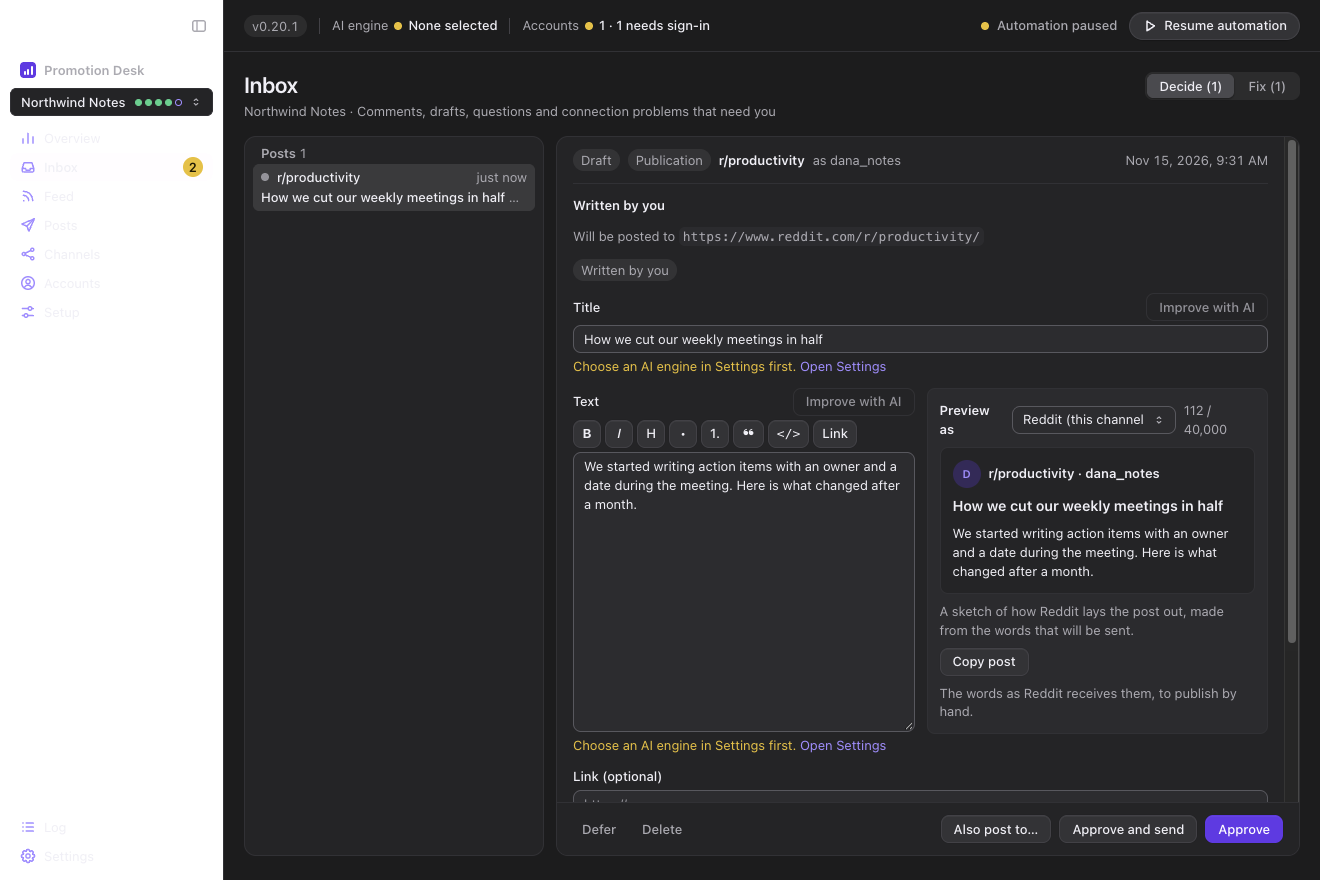 Promotion Desk
Northwind Notes
Overview
Inbox 2
Feed
Posts
Channels
Accounts
Setup
Log
Settings
v0.20.1 AI engine None selected Accounts 1 · 1 needs sign-in Automation paused Resume automation
Inbox
Northwind Notes · Comments, drafts, questions and connection problems that need you
Decide (1) Fix (1)
Posts 1
r/productivity just now
How we cut our weekly meetings in half ...
Draft Publication r/productivity as dana_notes Nov 15, 2026, 9:31 AM
Written by you
Will be posted to https://www.reddit.com/r/productivity/
Written by you
Title Improve with AI
How we cut our weekly meetings in half
Choose an AI engine in Settings first. Open Settings
Text Improve with AI
B I H • 1. ❝ </> Link
We started writing action items with an owner and a
date during the meeting. Here is what changed after
a month.
Choose an AI engine in Settings first. Open Settings
Preview as Reddit (this channel 112 / 40,000
D r/productivity · dana_notes
How we cut our weekly meetings in half
We started writing action items with an owner
and a date during the meeting. Here is what
changed after a month.
A sketch of how Reddit lays the post out, made
from the words that will be sent.
Copy post
The words as Reddit receives them, to publish by
hand.
Link (optional)
Defer Delete Also post to... Approve and send Approve